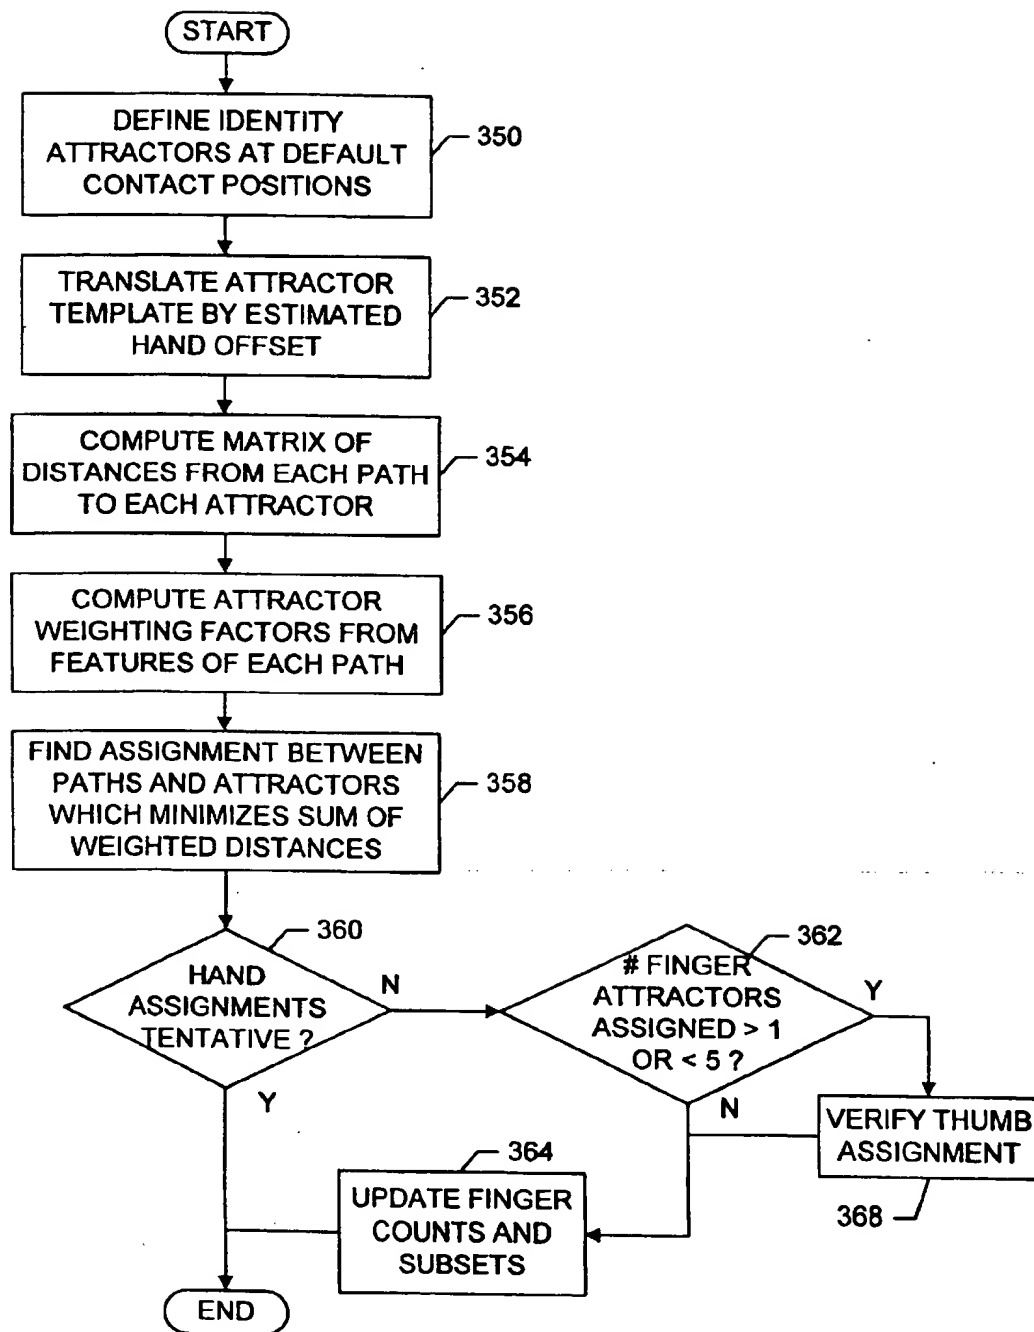 START
DEFINE IDENTITY
ATTRACTORS AT DEFAULT
CONTACT POSITIONS
350
TRANSLATE ATTRACTOR
TEMPLATE BY ESTIMATED
HAND OFFSET
352
COMPUTE MATRIX OF
DISTANCES FROM EACH PATH
TO EACH ATTRACTOR
354
COMPUTE ATTRACTOR
WEIGHTING FACTORS FROM
FEATURES OF EACH PATH
356
FIND ASSIGNMENT BETWEEN
PATHS AND ATTRACTORS
WHICH MINIMIZES SUM OF
WEIGHTED DISTANCES
358
360
HAND
ASSIGNMENTS
TENTATIVE ?
N
Y
362
# FINGER
ATTRACTORS
ASSIGNED > 1
OR < 5 ?
Y
N
VERIFY THUMB
ASSIGNMENT
368
364
UPDATE FINGER
COUNTS AND
SUBSETS
END